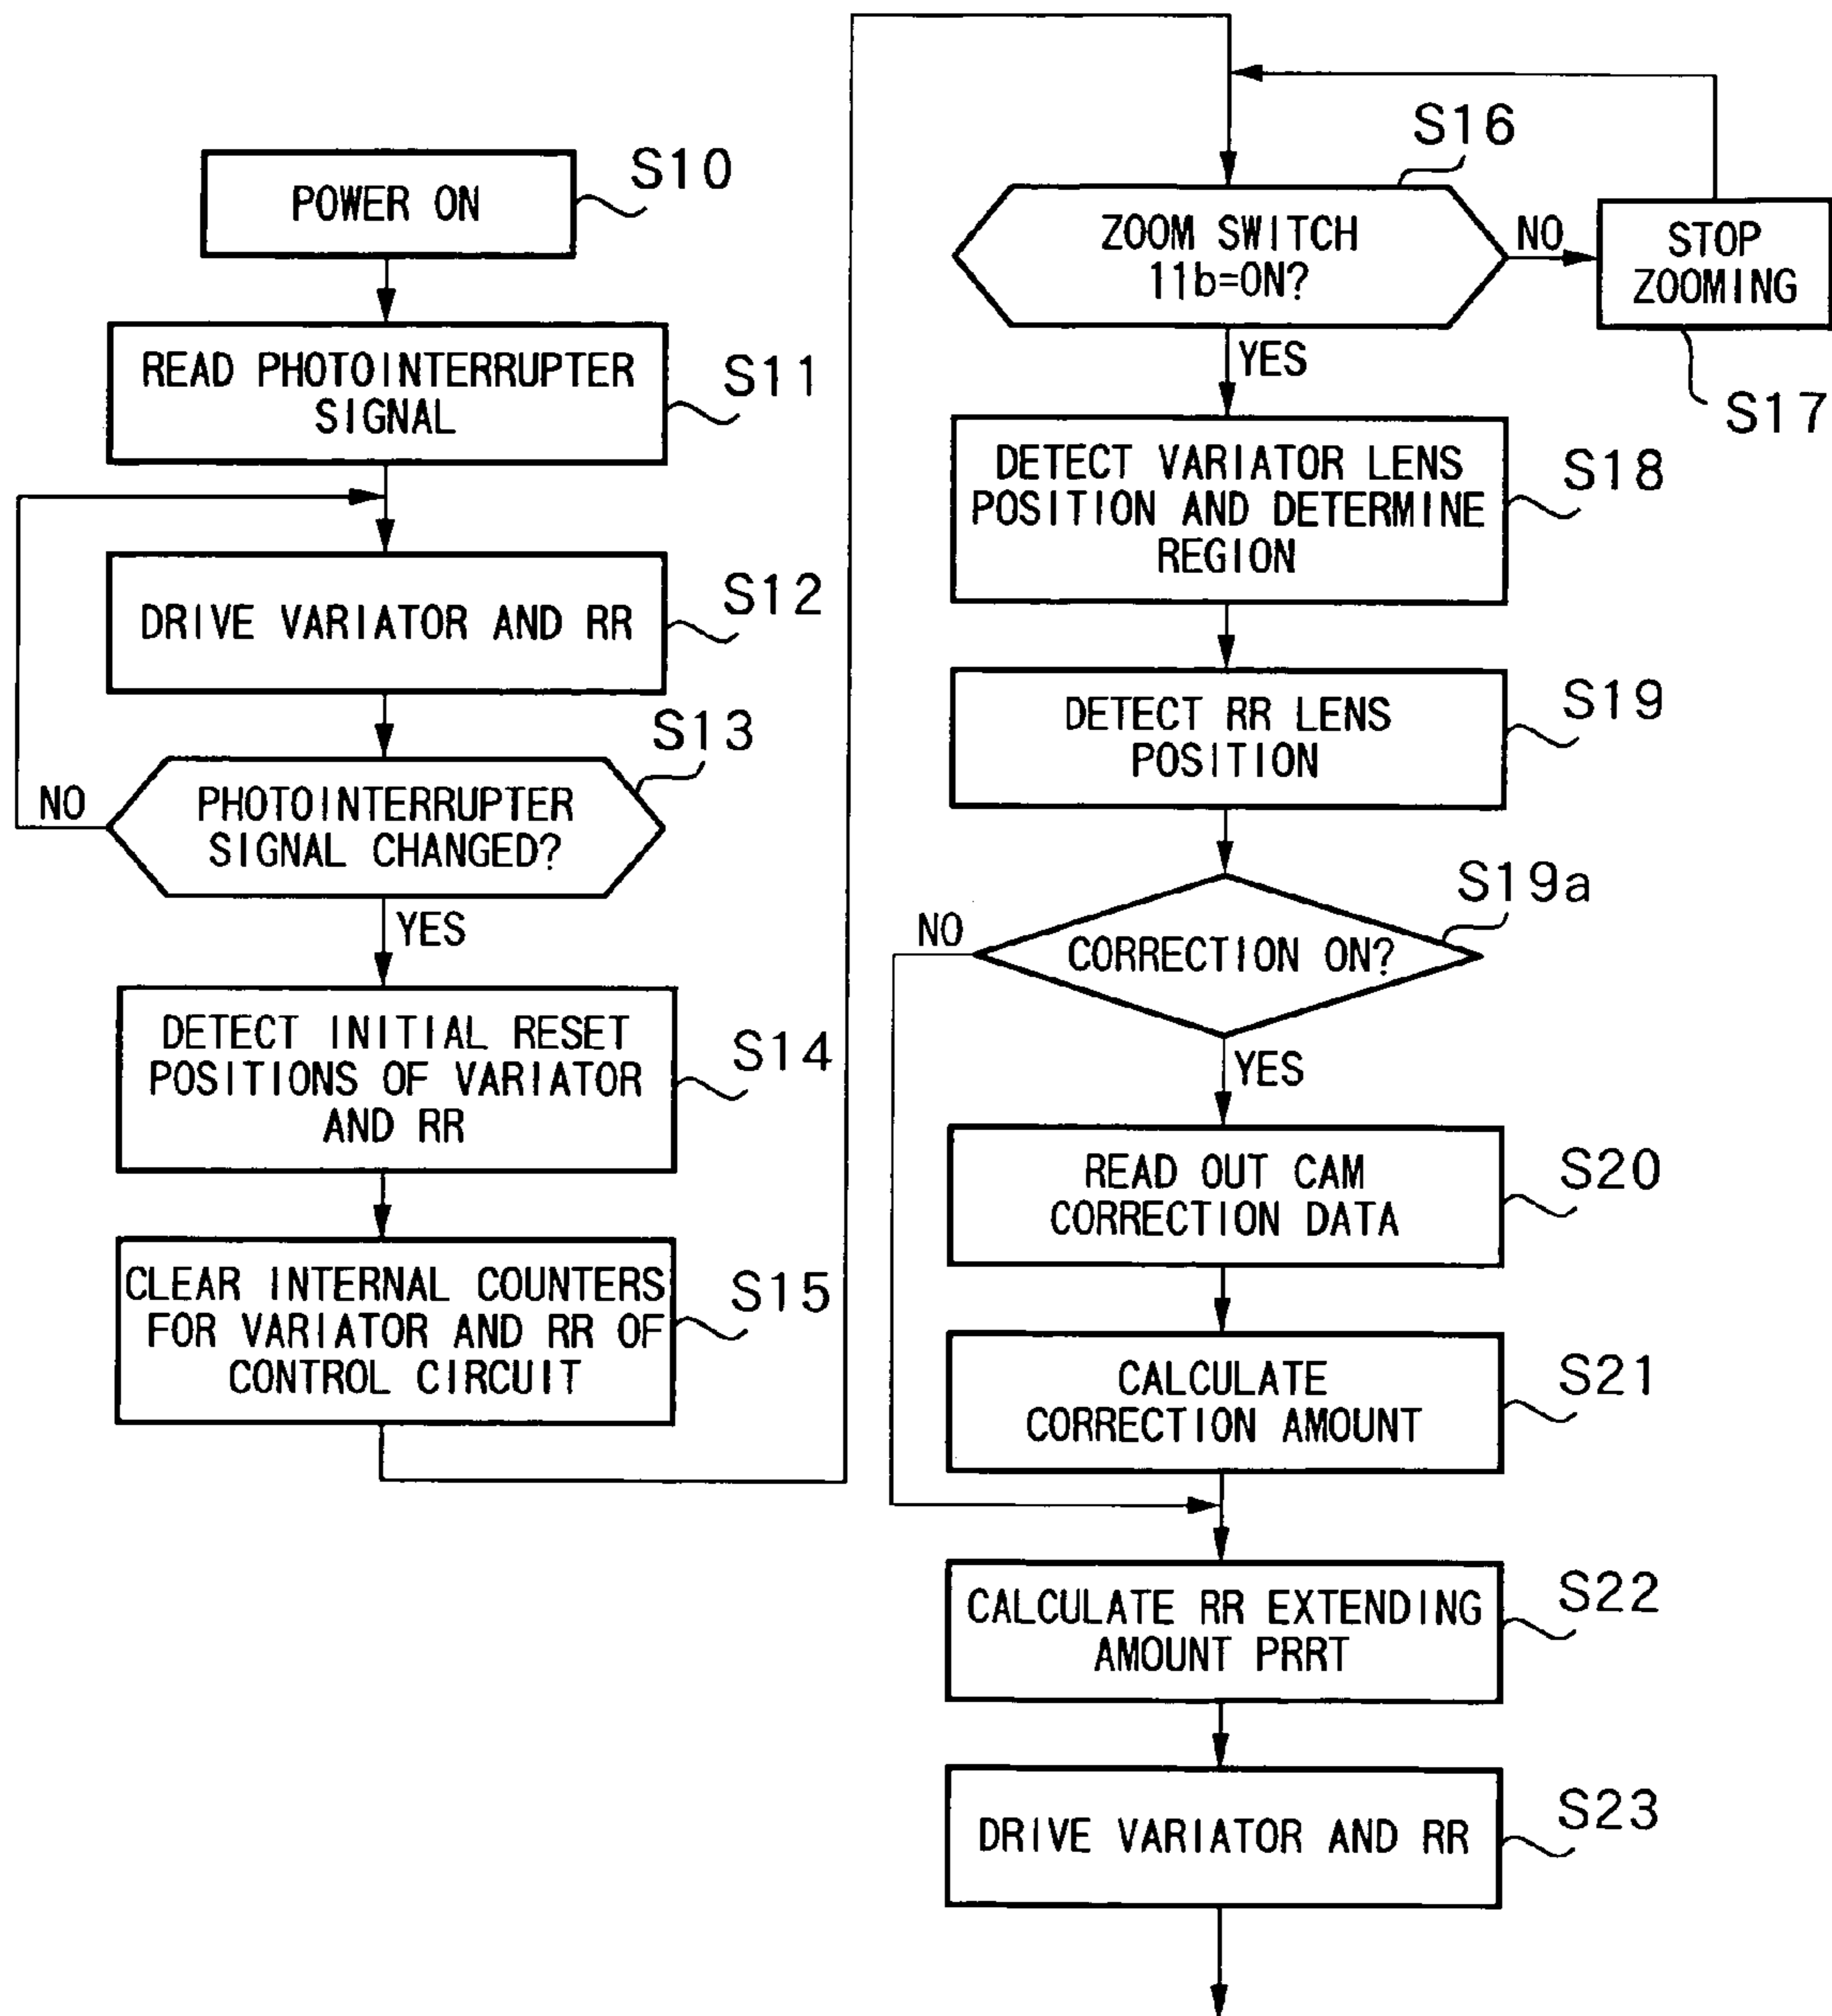 POWER ON
S10
READ PHOTOINTERRUPTER
SIGNAL
S11
DRIVE VARIATOR AND RR
S12
S13
PHOTOINTERRUPTER
SIGNAL CHANGED?
NO
YES
DETECT INITIAL RESET
POSITIONS OF VARIATOR
AND RR
S14
CLEAR INTERNAL COUNTERS
FOR VARIATOR AND RR OF
CONTROL CIRCUIT
S15
S16
ZOOM SWITCH
11b=ON?
NO
STOP
ZOOMING
S17
YES
DETECT VARIATOR LENS
POSITION AND DETERMINE
REGION
S18
DETECT RR LENS
POSITION
S19
S19a
CORRECTION ON?
NO
YES
READ OUT CAM
CORRECTION DATA
S20
CALCULATE
CORRECTION AMOUNT
S21
CALCULATE RR EXTENDING
AMOUNT PRRT
S22
DRIVE VARIATOR AND RR
S23